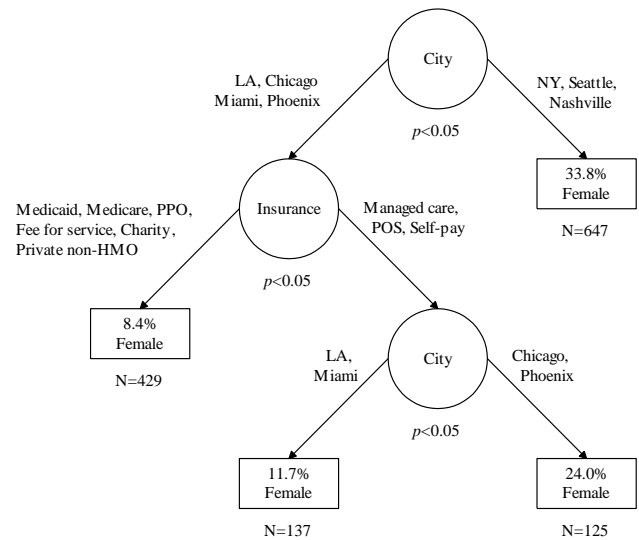 City
LA, Chicago
Miami, Phoenix
NY, Seattle,
Nashville
p<0.05
33.8%
Female
N=647
Insurance
Medicaid, Medicare, PPO,
Fee for service, Charity,
Private non-HMO
Managed care,
POS, Self-pay
p<0.05
8.4%
Female
N=429
City
LA,
Miami
Chicago,
Phoenix
p<0.05
11.7%
Female
N=137
24.0%
Female
N=125